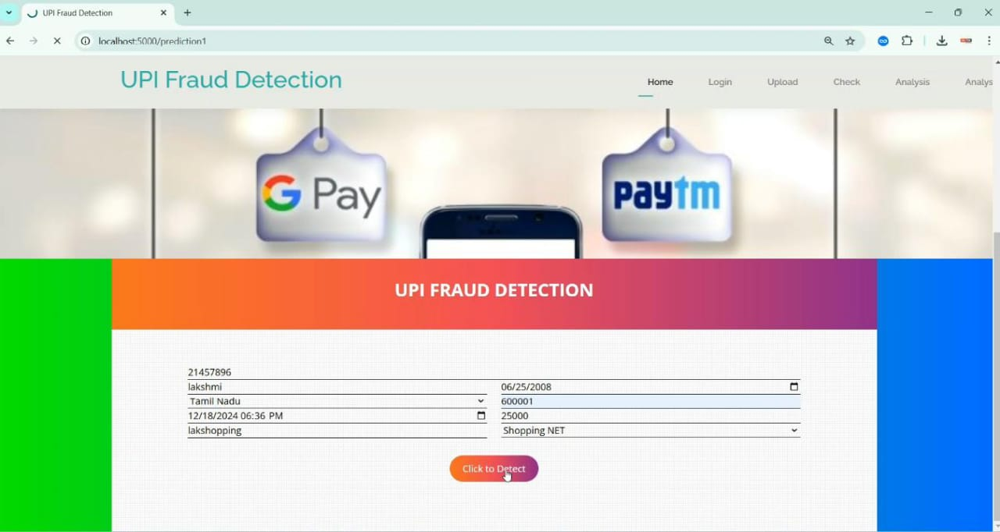 UPI Fraud Detection
localhost:5000/prediction1
UPI Fraud Detection
Home Login Upload Check Analysis Analys
G Pay
paytm
UPI FRAUD DETECTION
21457896
lakshmi 06/25/2008
Tamil Nadu 600001
12/18/2024 06:36 PM 25000
lakshopping Shopping NET
Click to Detect